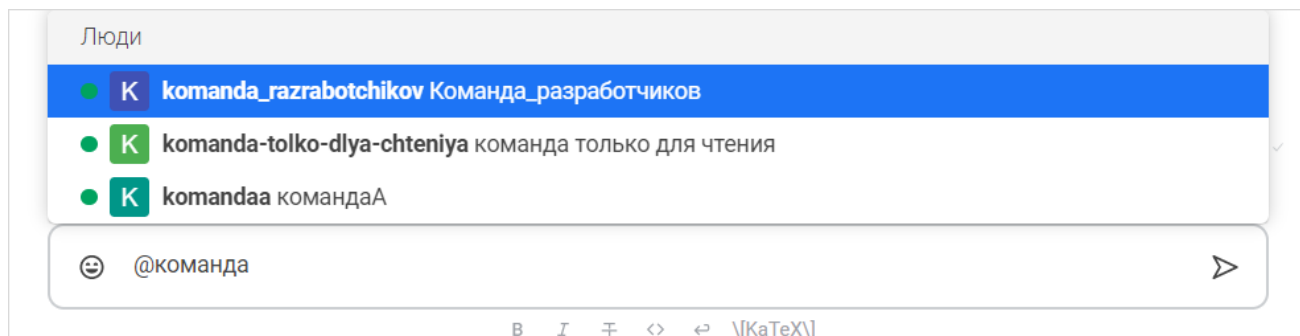 Люди
K komanda_razrabotchikov Команда_разработчиков
K komanda-tolko-dlya-chteniya команда только для чтения
K komandaa командаА
@команда
B I T <> \[KaTeX\]